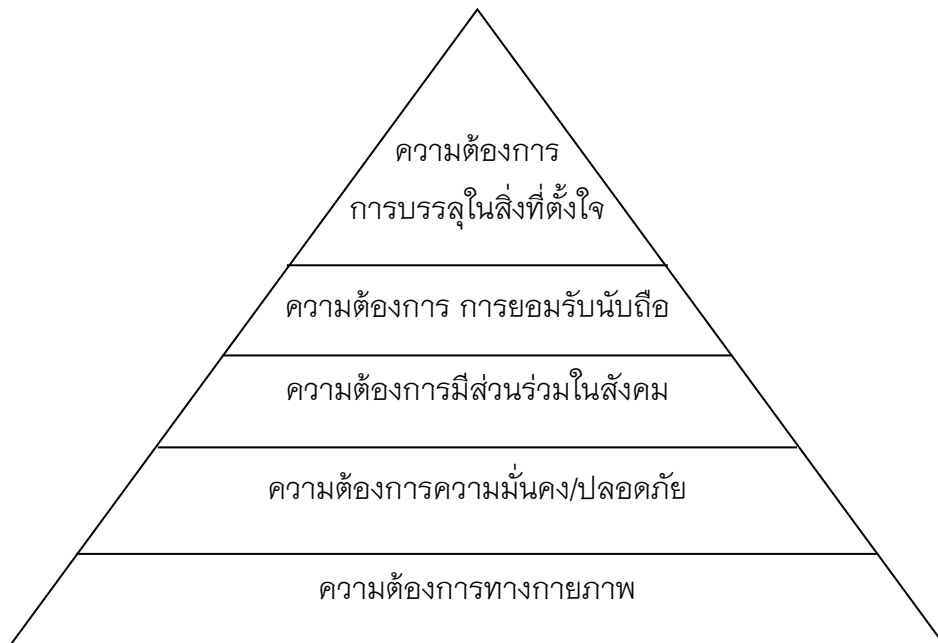 ความต้องการ
การบรรลุในสิ่งที่ตั้งใจ
ความต้องการ การยอมรับนับถือ
ความต้องการมีส่วนร่วมในสังคม
ความต้องการความมั่นคง/ปลอดภัย
ความต้องการทางกายภาพ